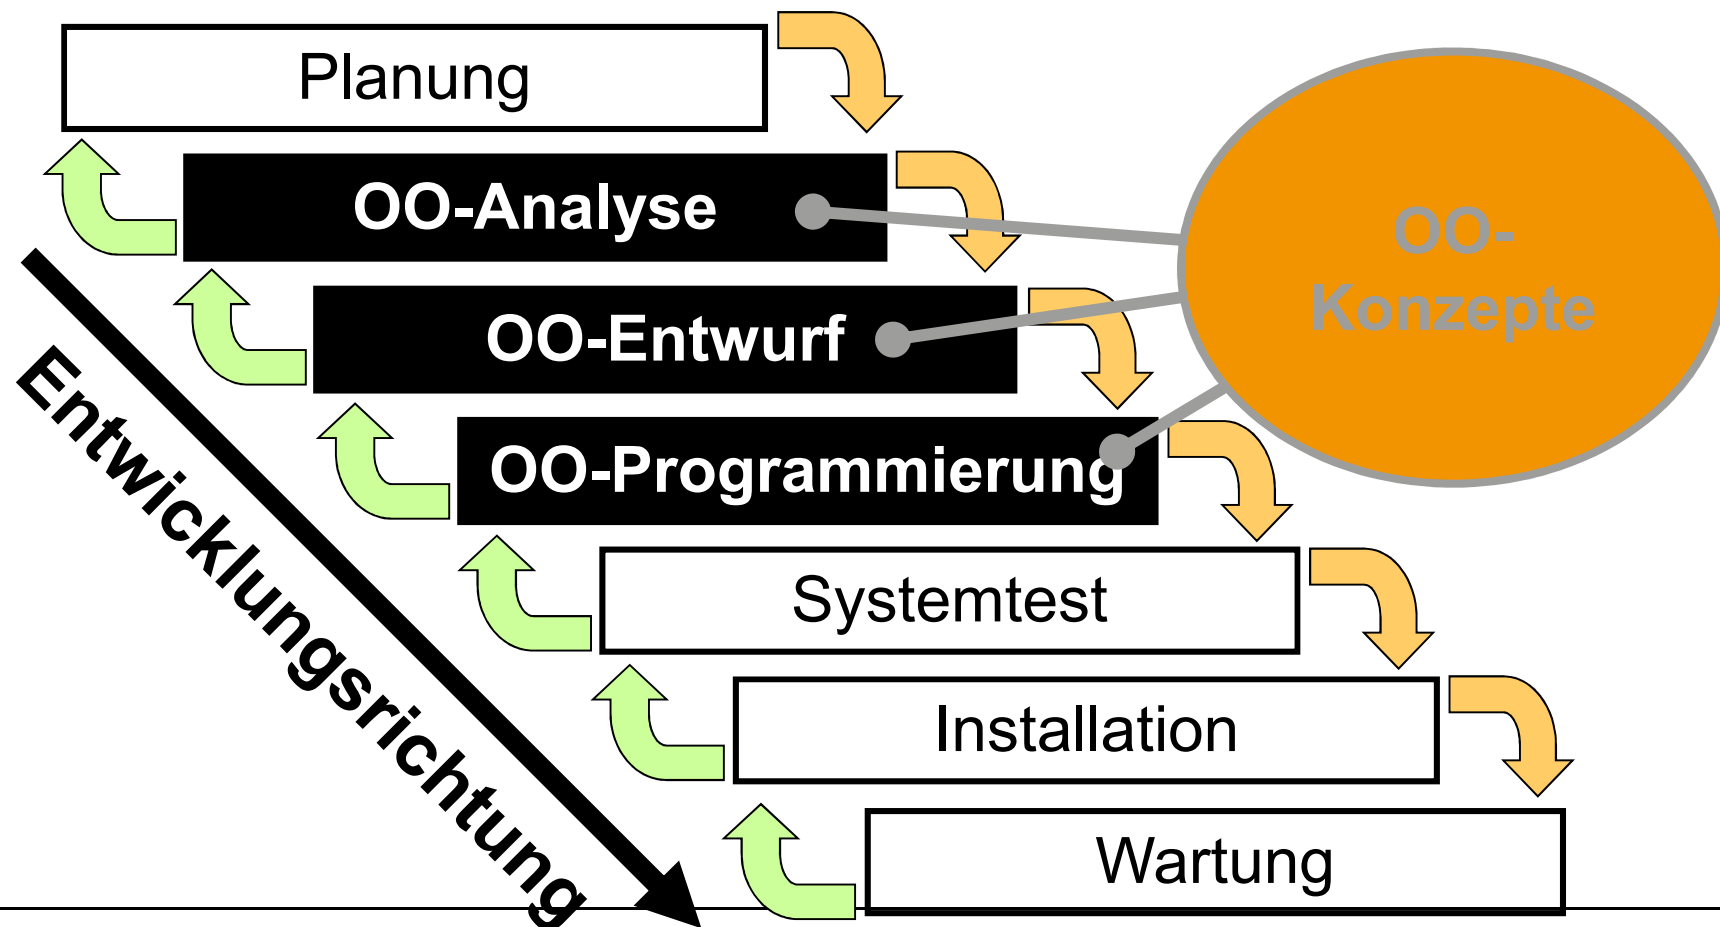 Planung
OO-Analyse
OO-Entwurf
OO-Programmierung
Systemtest
Installation
Wartung
OO-
Konzepte
Entwicklungsrichtung